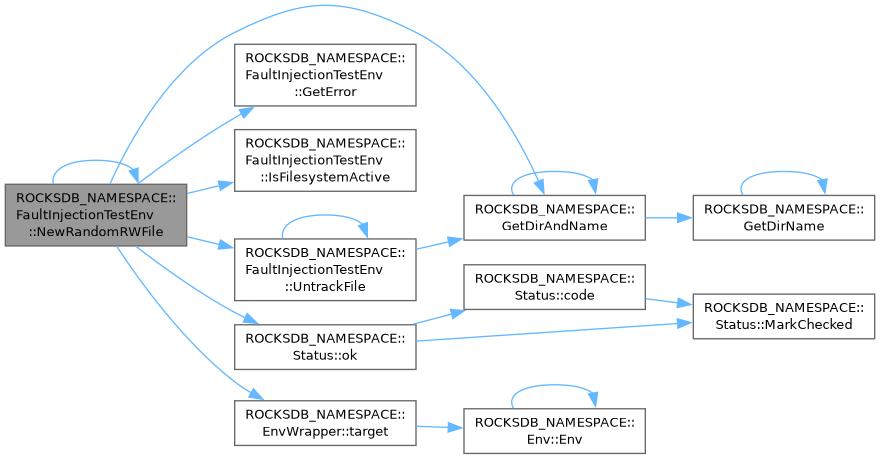 ROCKSDB_NAMESPACE::
FaultInjectionTestEnv
::NewRandomRWFile
ROCKSDB_NAMESPACE::
FaultInjectionTestEnv
::GetError
ROCKSDB_NAMESPACE::
FaultInjectionTestEnv
::IsFilesystemActive
ROCKSDB_NAMESPACE::
FaultInjectionTestEnv
::UntrackFile
ROCKSDB_NAMESPACE::
Status::ok
ROCKSDB_NAMESPACE::
EnvWrapper::target
ROCKSDB_NAMESPACE::
GetDirAndName
ROCKSDB_NAMESPACE::
Status::code
ROCKSDB_NAMESPACE::
Env::Env
ROCKSDB_NAMESPACE::
GetDirName
ROCKSDB_NAMESPACE::
Status::MarkChecked